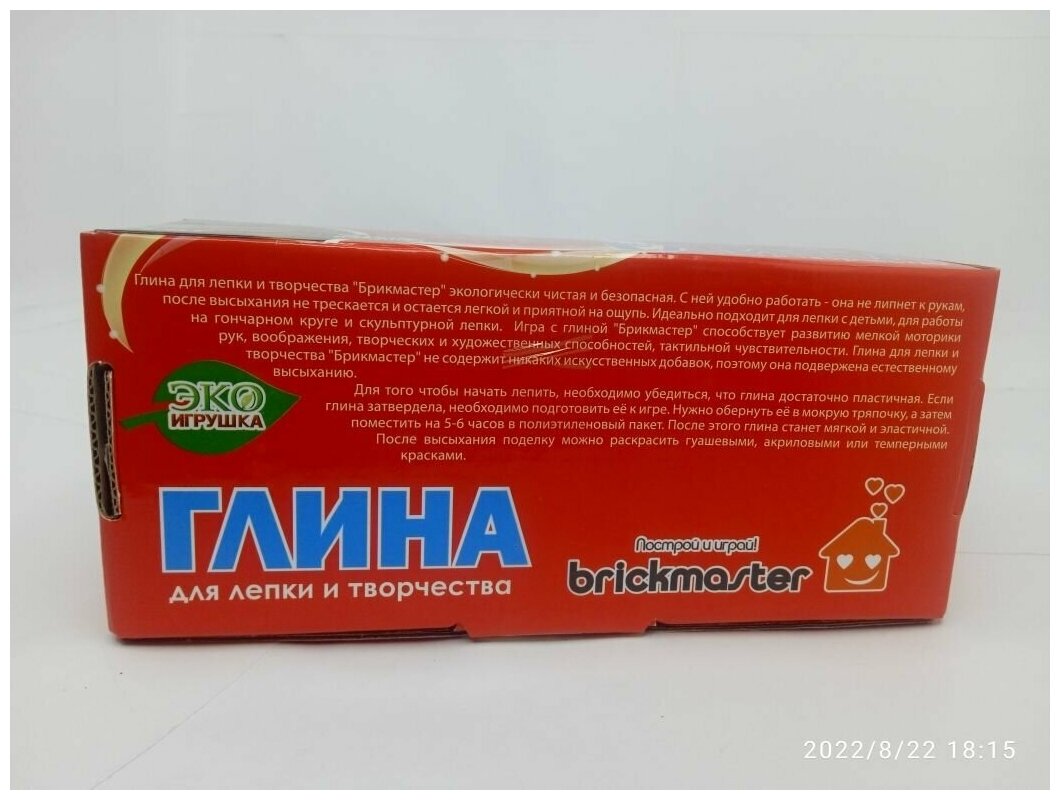 Глина для лепки и творчества "Брикмастер" экологически чистая и безопасная. С ней удобно работать - она не липнет к рукам,
после высыхания не трескается и остается легкой и приятной на ощупь. Идеально подходит для лепки с детьми, для работы
на гончарном круге и скульптурной лепки. Игра с глиной "Брикмастер" способствует развитию мелкой моторики
рук, воображения, творческих и художественных способностей, тактильной чувствительности. Глина для лепки и
творчества "Брикмастер" не содержит никаких искусственных добавок, поэтому она подвержена естественному
высыханию.
Для того чтобы начать лепить, необходимо убедиться, что глина достаточно пластичная. Если
глина затвердела, необходимо подготовить её к игре. Нужно обернуть её в мокрую тряпочку, а затем
поместить на 5-6 часов в полиэтиленовый пакет. После этого глина станет мягкой и эластичной.
После высыхания поделку можно раскрасить гуашевыми, акриловыми или темперными
красками.
ЭКО
ИГРУШКА
ГЛИНА
для лепки и творчества
Построй и играй!
brickmaster
2022/8/22 18:15